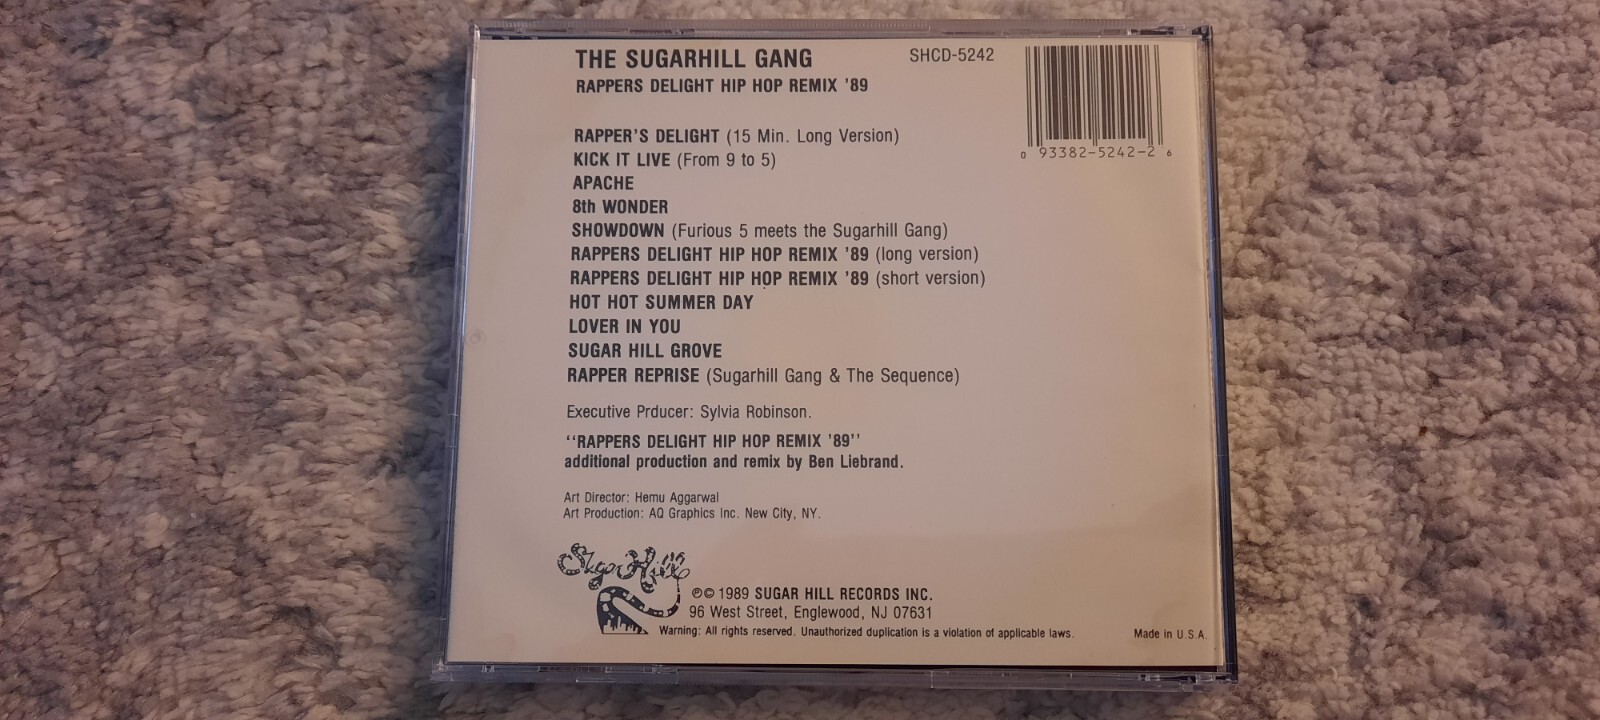 THE SUGARHILL GANG
SHCD-5242
RAPPERS DELIGHT HIP HOP REMIX '89
0 93382-5242-2 6
RAPPER'S DELIGHT (15 Min. Long Version)
KICK IT LIVE (From 9 to 5)
APACHE
8th WONDER
SHOWDOWN (Furious 5 meets the Sugarhill Gang)
RAPPERS DELIGHT HIP HOP REMIX '89 (long version)
RAPPERS DELIGHT HIP HOP REMIX '89 (short version)
HOT HOT SUMMER DAY
LOVER IN YOU
SUGAR HILL GROVE
RAPPER REPRISE (Sugarhill Gang & The Sequence)
Executive Prducer: Sylvia Robinson.
"RAPPERS DELIGHT HIP HOP REMIX '89"
additional production and remix by Ben Liebrand.
Art Director: Hemu Aggarwal
Art Production: AQ Graphics Inc. New City, NY.
Sugar Hill
℗© 1989 SUGAR HILL RECORDS INC.
96 West Street, Englewood, NJ 07631
Warning: All rights reserved. Unauthorized duplication is a violation of applicable laws.
Made in U.S.A.